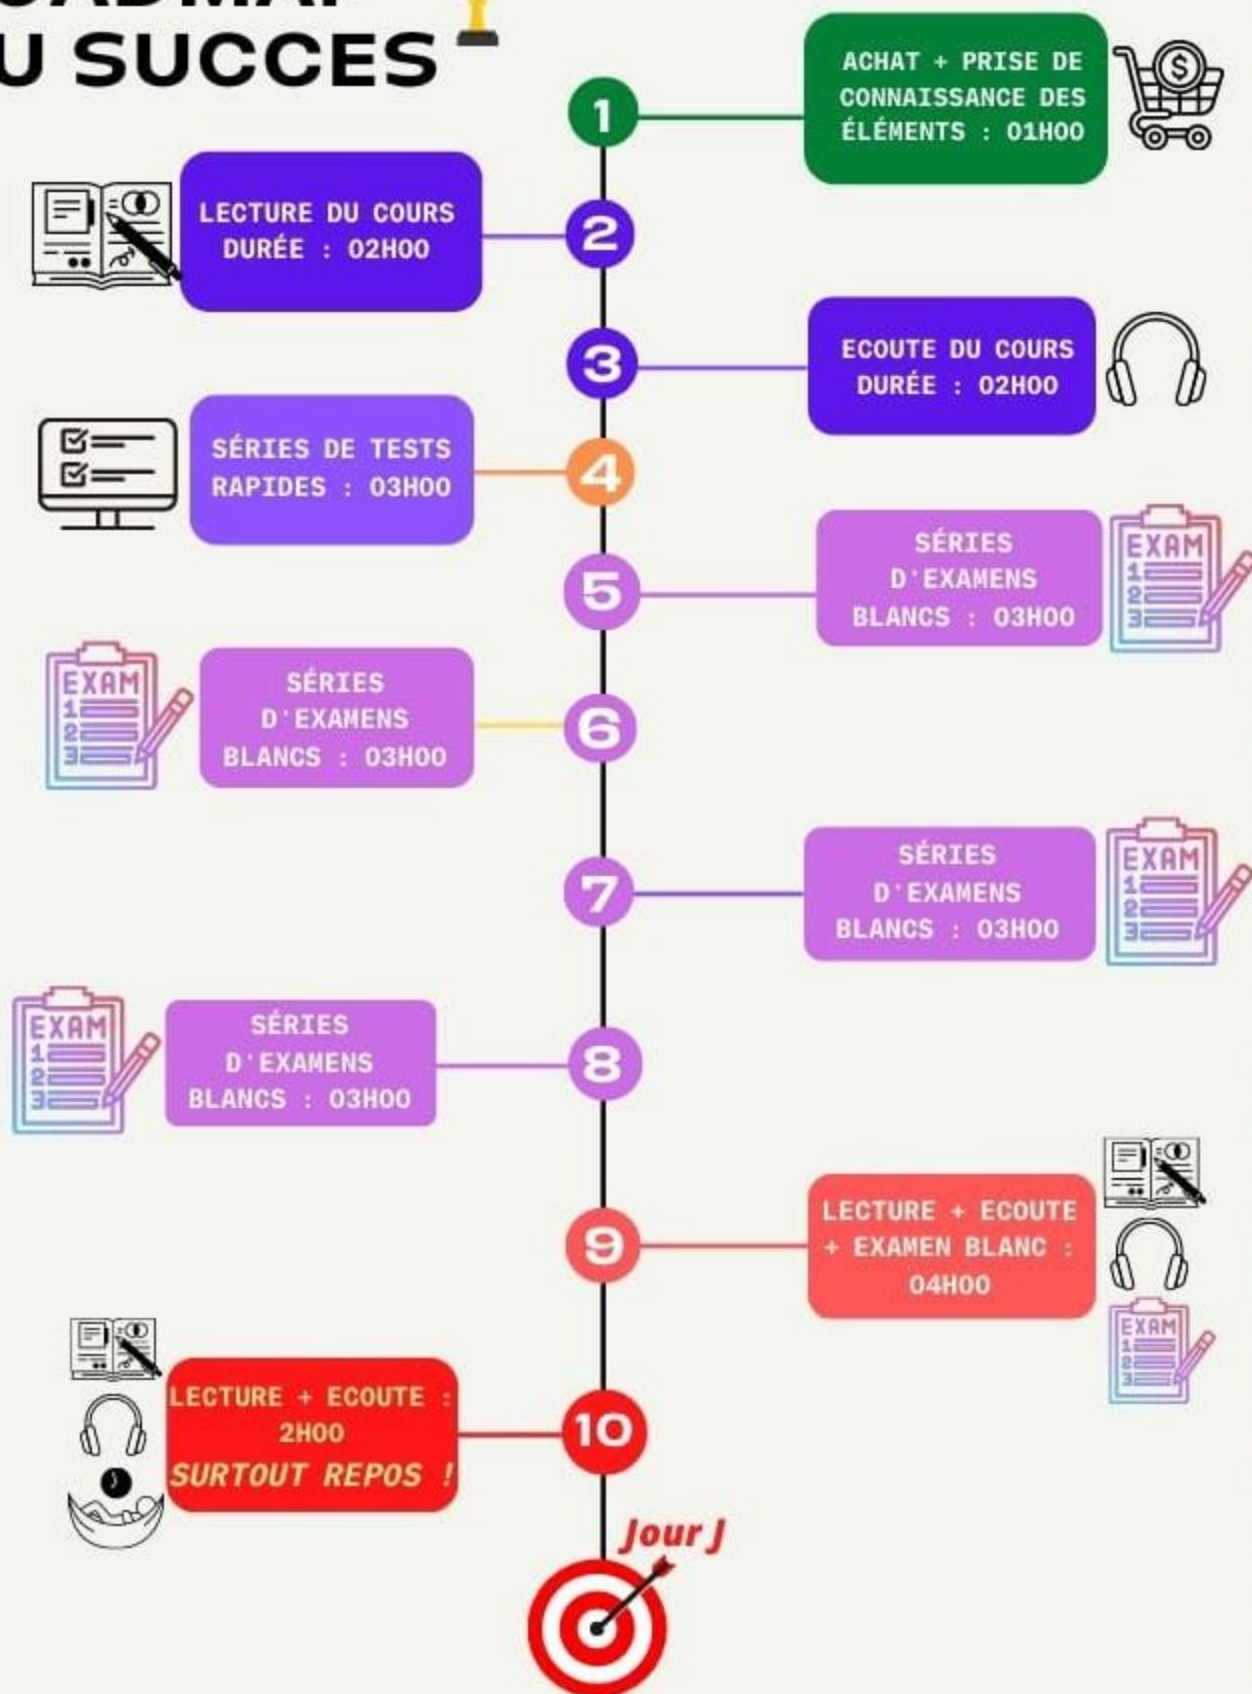 U SUCCES
1
ACHAT + PRISE DE
CONNAISSANCE DES
ÉLÉMENTS : 01H00
2
LECTURE DU COURS
DURÉE : 02H00
3
ECOUTE DU COURS
DURÉE : 02H00
4
SÉRIES DE TESTS
RAPIDES : 03H00
5
SÉRIES
D'EXAMENS
BLANCS : 03H00
EXAM
1
2
3
6
SÉRIES
D'EXAMENS
BLANCS : 03H00
EXAM
1
2
3
7
SÉRIES
D'EXAMENS
BLANCS : 03H00
EXAM
1
2
3
8
SÉRIES
D'EXAMENS
BLANCS : 03H00
EXAM
1
2
3
9
LECTURE + ECOUTE
+ EXAMEN BLANC :
04H00
EXAM
1
2
3
10
LECTURE + ECOUTE :
2H00
SURTOUT REPOS !
Jour J